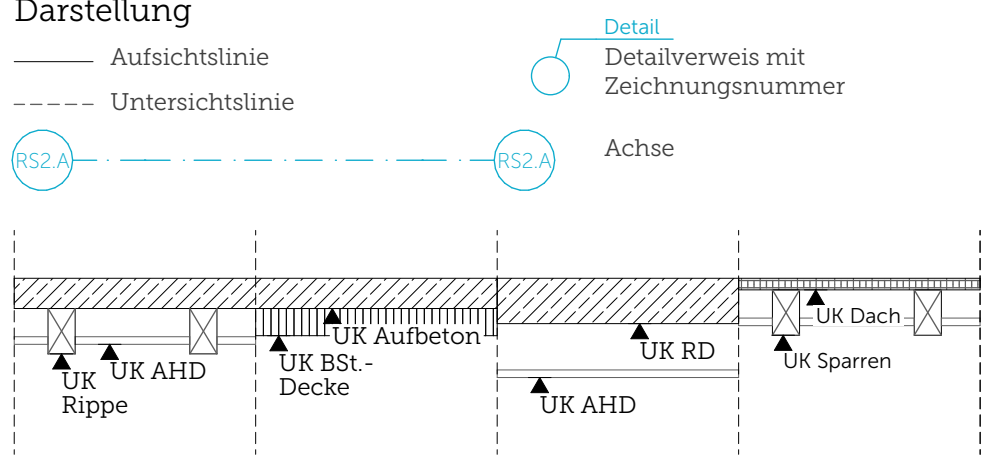 Darstellung
Aufsichtslinie
Untersichtslinie
Detail
Detailverweis mit
Zeichnungsnummer
RS2.A
RS2.A
Achse
UK
Rippe
UK AHD
UK Aufbeton
UK BSt.-
Decke
UK RD
UK AHD
UK Dach
UK Sparren